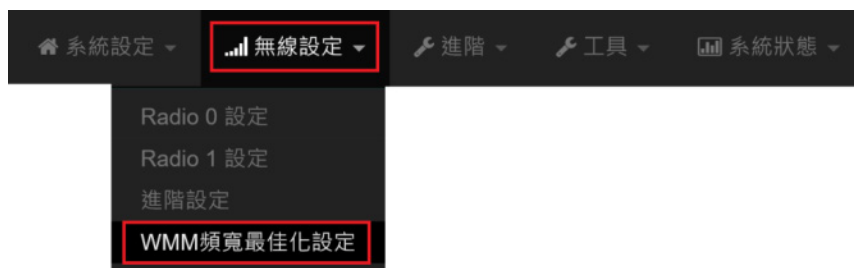 系統設定 無線設定 進階 工具 系統狀態
Radio 0 設定
Radio 1 設定
進階設定
WMM頻寬最佳化設定